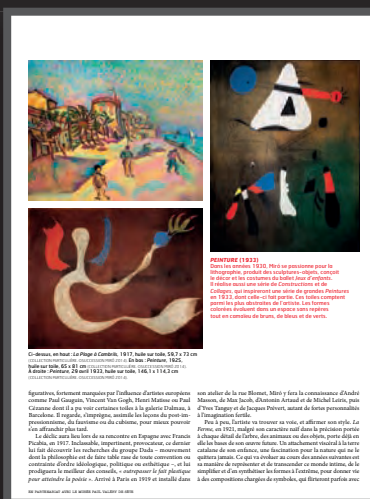 PEINTURE (1933)
Dans les années 1930, Miró se passionne pour la
lithographie, produit des sculptures-objets, conçoit
le décor et les costumes du ballet Jeux d'enfants.
Il réalise aussi une série de Constructions et de
Collages, qui inspireront une série de grandes Peintures
en 1933, dont celle-ci fait partie. Ces toiles comptent
parmi les plus abstraites de l'artiste. Les formes
colorées évoluent dans un espace sans repères
tout en camaïeu de bruns, de bleus et de verts.
Ci-dessus, en haut : La Plage à Cambrils, 1917, huile sur toile, 59,7 x 73 cm
En bas : Peinture, 1925,
huile sur toile, 65 x 81 cm
À droite : Peinture, 29 avril 1933, huile sur toile, 146,1 x 114,2 cm
figuratives, fortement marquées par l'influence d'artistes européens
comme Paul Gauguin, Vincent Van Gogh, Henri Matisse ou Paul
Cézanne dont il a pu voir certaines toiles à la galerie Dalmau, à
Barcelone. Il regarde, s'imprègne, assimile les leçons du post-im-
pressionnisme, du fauvisme ou du cubisme, pour mieux pouvoir
s'en affranchir plus tard.
Le déclic aura lieu lors de sa rencontre en Espagne avec Francis
Picabia, en 1917. Inclassable, impertinent, provocateur, ce dernier
lui fait découvrir les recherches du groupe Dada – mouvement
dont la philosophie est de faire table rase de toute convention ou
contrainte d'ordre idéologique, politique ou esthétique –, et lui
prodiguera le meilleur des conseils, « outrepasser le fait plastique
pour atteindre la poésie ». Arrivé à Paris en 1919 et installé dans
son atelier de la rue Blomet, Miró y fera la connaissance d'André
Masson, de Max Jacob, d'Antonin Artaud et de Michel Leiris, puis
d'Yves Tanguy et de Jacques Prévert, autant de fortes personnalités
à l'imagination fertile.
Peu à peu, l'artiste va trouver sa voie, et affirmer son style. La
Ferme, en 1921, malgré son caractère naïf dans la précision portée
à chaque détail d'arbre, des animaux ou des objets, porte déjà en
elle les bases de son œuvre future. Un attachement viscéral à la terre
catalane de son enfance, une fascination pour la nature qui ne le
quittera jamais. Ce qui va évoluer au cours des années suivantes est
sa manière de représenter et de transcender ce monde intime, de le
simplifier et d'en synthétiser les formes à l'extrême, pour donner vie
à des compositions chargées de symboles, qui flirteront parfois avec
EN PARTENARIAT AVEC LE MUSÉE PAUL VALÉRY DE SÈTE